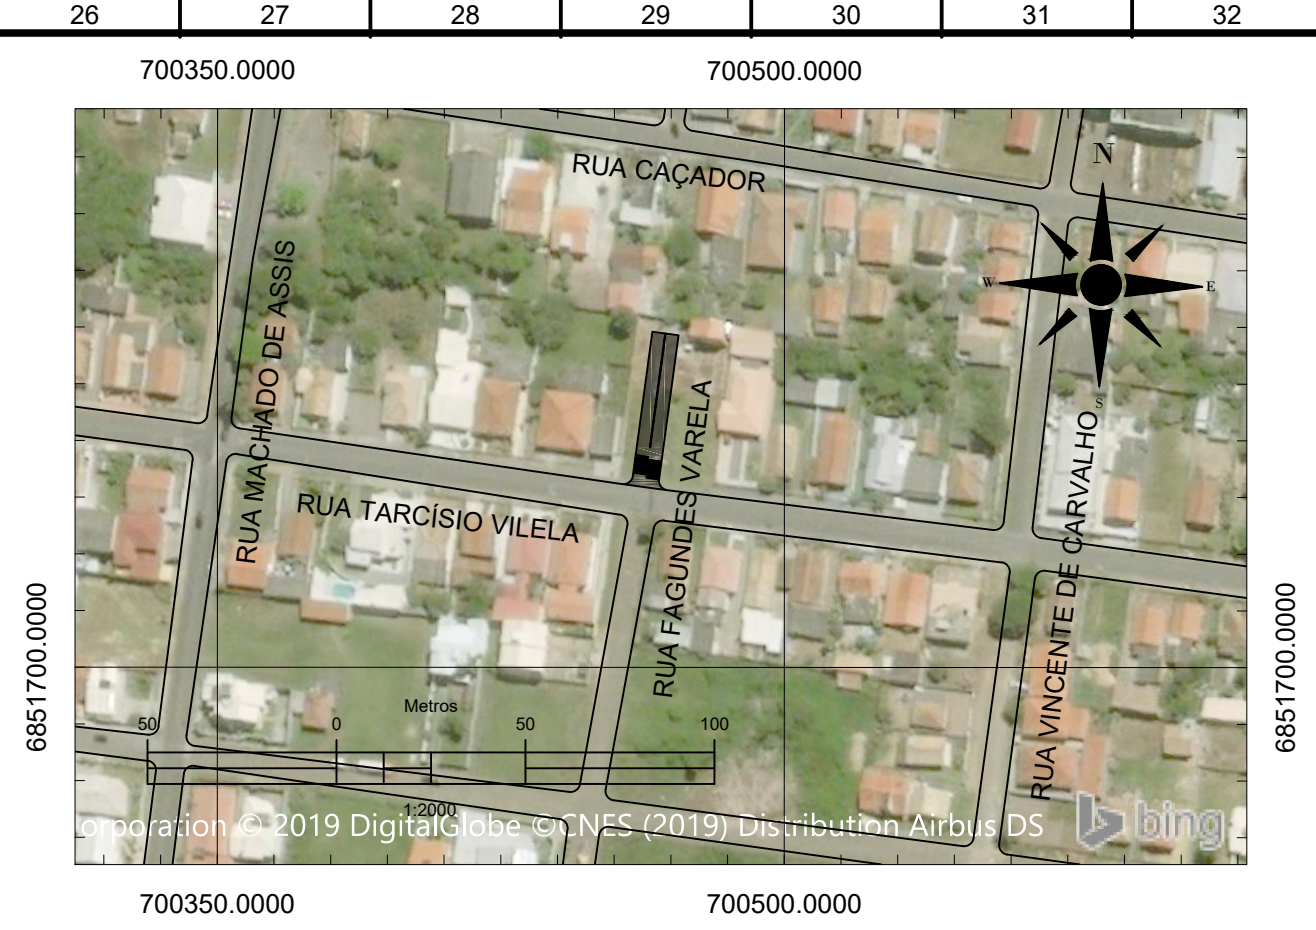 26 27 28 29 30 31 32
700350.0000 700500.0000
N
RUA CAÇADOR
W E
S
RUA MACHADO DE ASSIS
RUA FAGUNDES VARELA
RUA VINCENTE DE CARVALHO
RUA TARCÍSIO VILELA
6851700.0000 6851700.0000
Metros
50 0 50 100
1:2000
orporation © 2019 DigitalGlobe ©CNES (2019) Distribution Airbus DS
bing
700350.0000 700500.0000